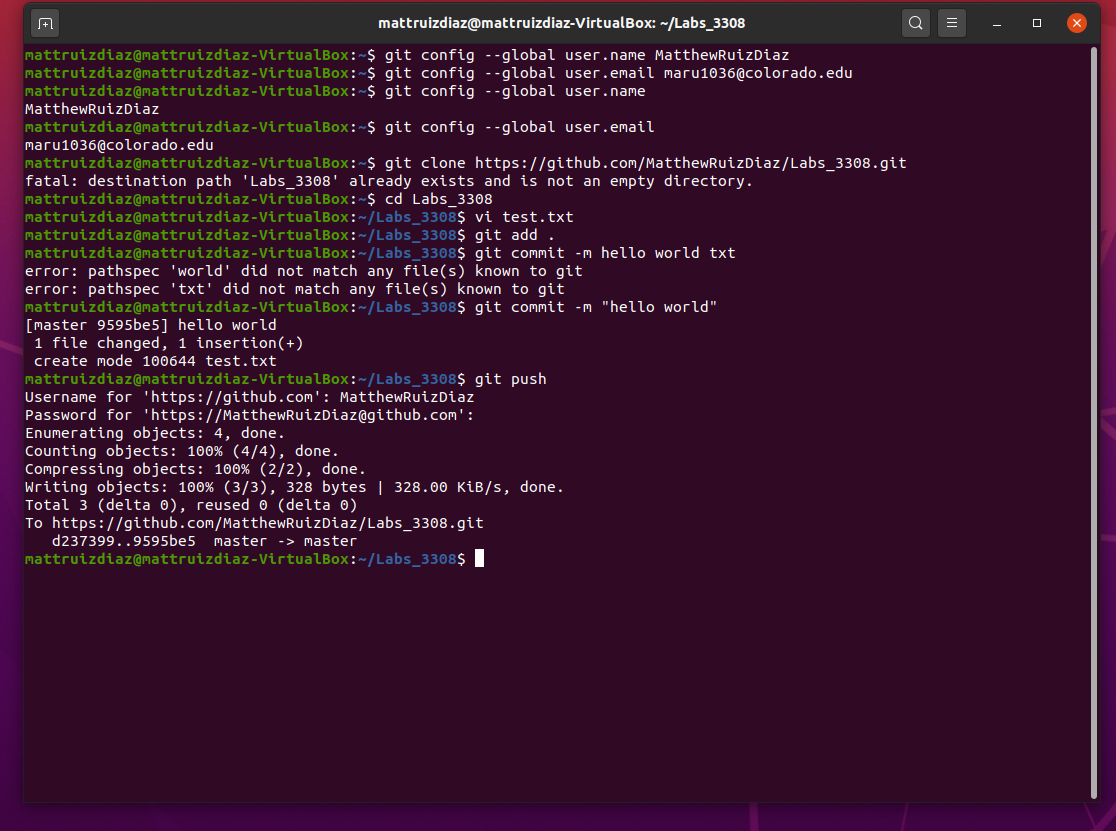 mattruizdiaz@mattruizdiaz-VirtualBox: ~/Labs_3308
mattruizdiaz@mattruizdiaz-VirtualBox:~$ git config --global user.name MatthewRuizDiaz
mattruizdiaz@mattruizdiaz-VirtualBox:~$ git config --global user.email maru1036@colorado.edu
mattruizdiaz@mattruizdiaz-VirtualBox:~$ git config --global user.name
MatthewRuizDiaz
mattruizdiaz@mattruizdiaz-VirtualBox:~$ git config --global user.email
maru1036@colorado.edu
mattruizdiaz@mattruizdiaz-VirtualBox:~$ git clone https://github.com/MatthewRuizDiaz/Labs_3308.git
fatal: destination path 'Labs_3308' already exists and is not an empty directory.
mattruizdiaz@mattruizdiaz-VirtualBox:~$ cd Labs_3308
mattruizdiaz@mattruizdiaz-VirtualBox:~/Labs_3308$ vi test.txt
mattruizdiaz@mattruizdiaz-VirtualBox:~/Labs_3308$ git add .
mattruizdiaz@mattruizdiaz-VirtualBox:~/Labs_3308$ git commit -m hello world txt
error: pathspec 'world' did not match any file(s) known to git
error: pathspec 'txt' did not match any file(s) known to git
mattruizdiaz@mattruizdiaz-VirtualBox:~/Labs_3308$ git commit -m "hello world"
[master 9595be5] hello world
 1 file changed, 1 insertion(+)
 create mode 100644 test.txt
mattruizdiaz@mattruizdiaz-VirtualBox:~/Labs_3308$ git push
Username for 'https://github.com': MatthewRuizDiaz
Password for 'https://MatthewRuizDiaz@github.com':
Enumerating objects: 4, done.
Counting objects: 100% (4/4), done.
Compressing objects: 100% (2/2), done.
Writing objects: 100% (3/3), 328 bytes | 328.00 KiB/s, done.
Total 3 (delta 0), reused 0 (delta 0)
To https://github.com/MatthewRuizDiaz/Labs_3308.git
   d237399..9595be5  master -> master
mattruizdiaz@mattruizdiaz-VirtualBox:~/Labs_3308$